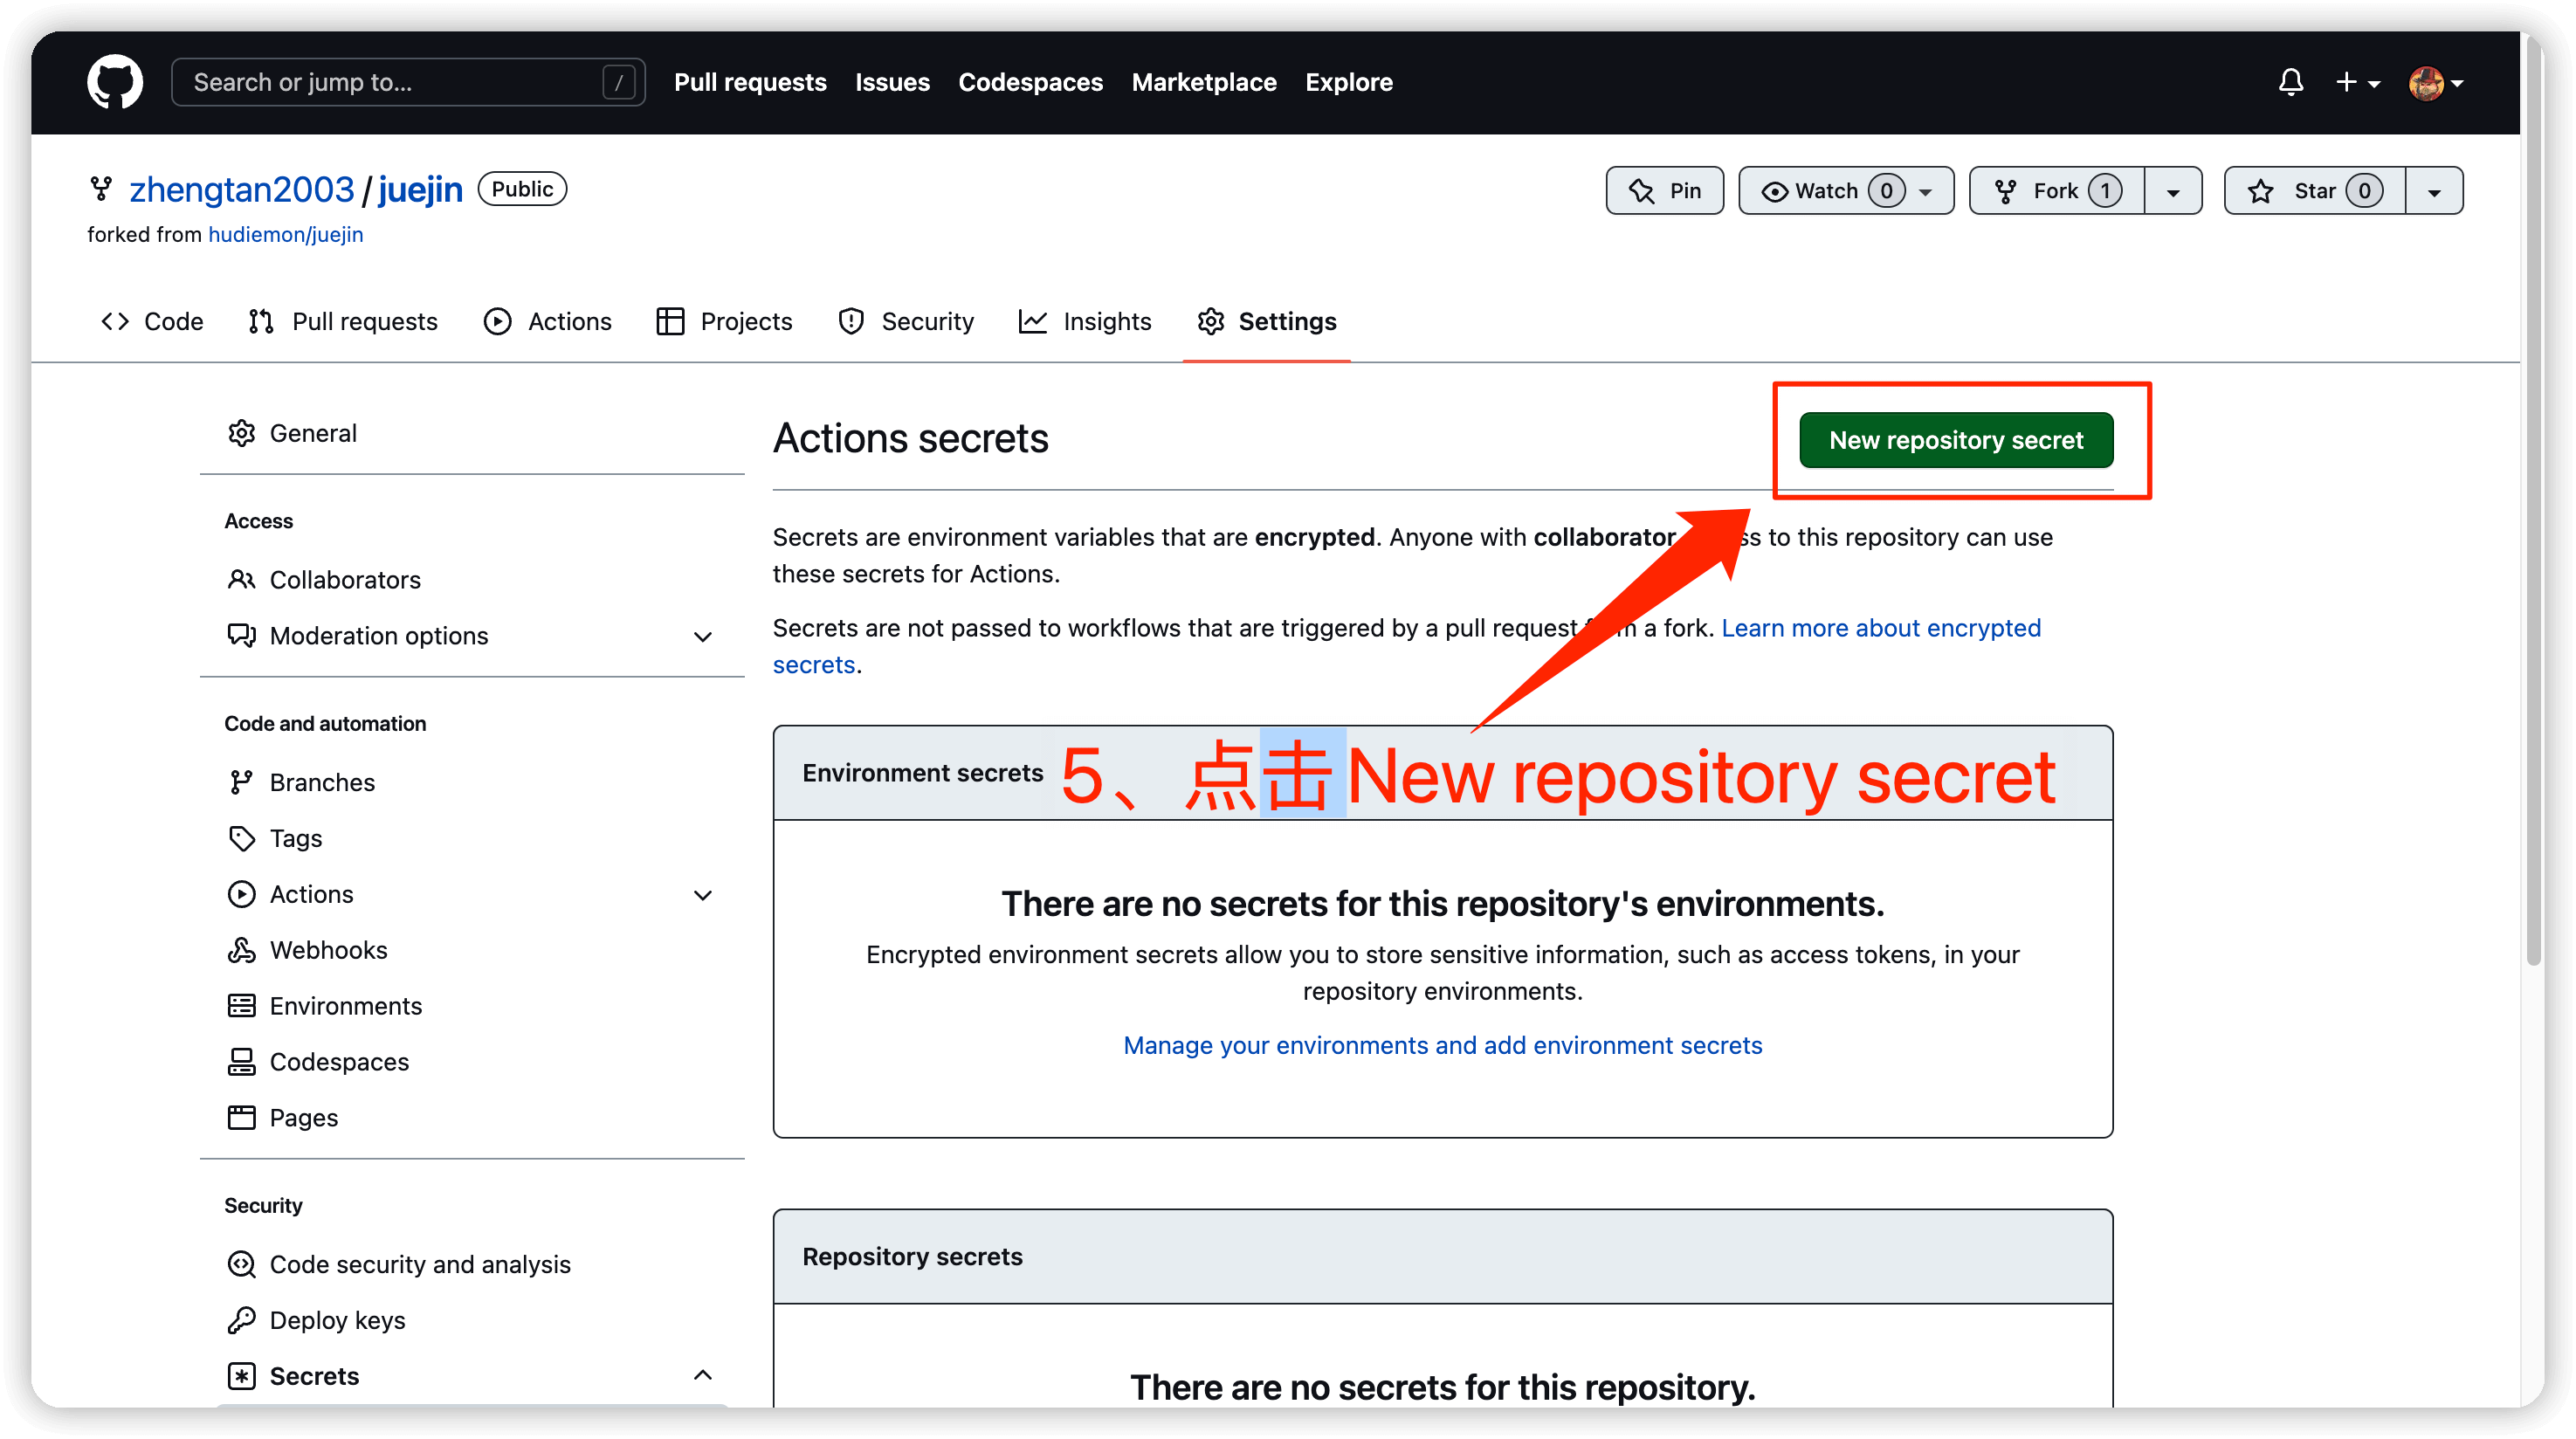 Search or jump to... /
Pull requests Issues Codespaces Marketplace Explore
zhengtan2003/juejin Public
Pin Watch 0 Fork 1 Star 0
forked from hudiemon/juejin
Code Pull requests Actions Projects Security Insights Settings
General
Access
Collaborators
Moderation options
Code and automation
Branches
Tags
Actions
Webhooks
Environments
Codespaces
Pages
Security
Code security and analysis
Deploy keys
Secrets
Actions secrets
New repository secret
Secrets are environment variables that are encrypted. Anyone with collaborator ss to this repository can use
these secrets for Actions.
Secrets are not passed to workflows that are triggered by a pull request m a fork. Learn more about encrypted
secrets.
Environment secrets
5、点击New repository secret
There are no secrets for this repository's environments.
Encrypted environment secrets allow you to store sensitive information, such as access tokens, in your
repository environments.
Manage your environments and add environment secrets
Repository secrets
There are no secrets for this repository.